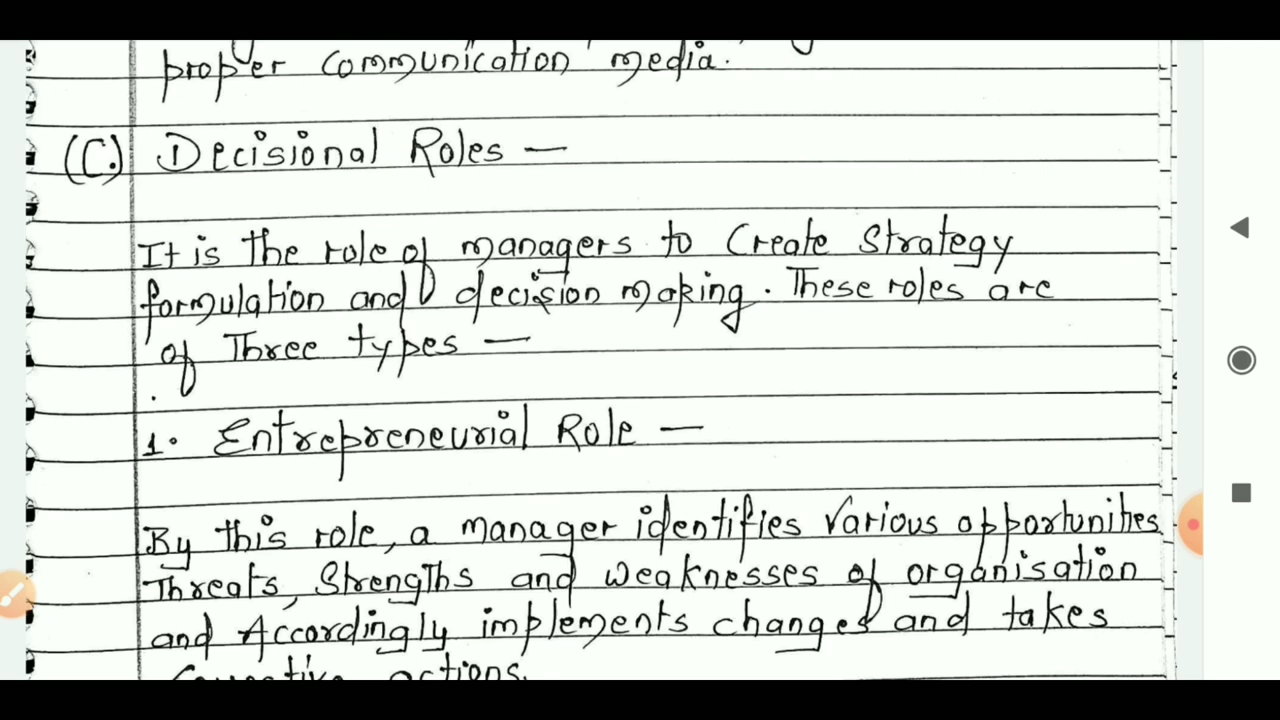 proper communication media.
(C.) Decisional Roles —
It is the role of managers to Create Strategy
formulation and decision making. These roles are
of Three types —
1. Entrepreneurial Role —
By this role, a manager identifies various opportunities
Threats, Strengths and weaknesses of organisation
and Accordingly implements changes and takes
actions.